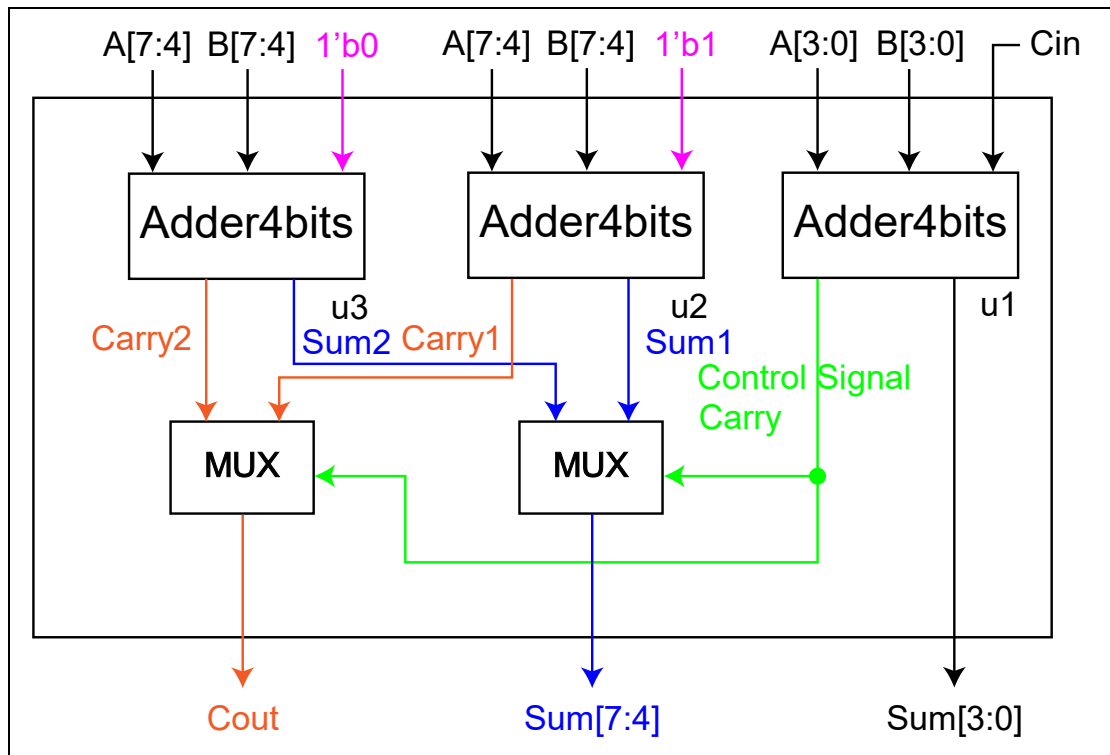 A[7:4] B[7:4] 1’b0 A[7:4] B[7:4] 1’b1 A[3:0] B[3:0] Cin
Adder4bits Adder4bits Adder4bits
u3 u2 u1
Carry2 Sum2 Carry1 Sum1
Control Signal
Carry
MUX MUX
Cout Sum[7:4] Sum[3:0]